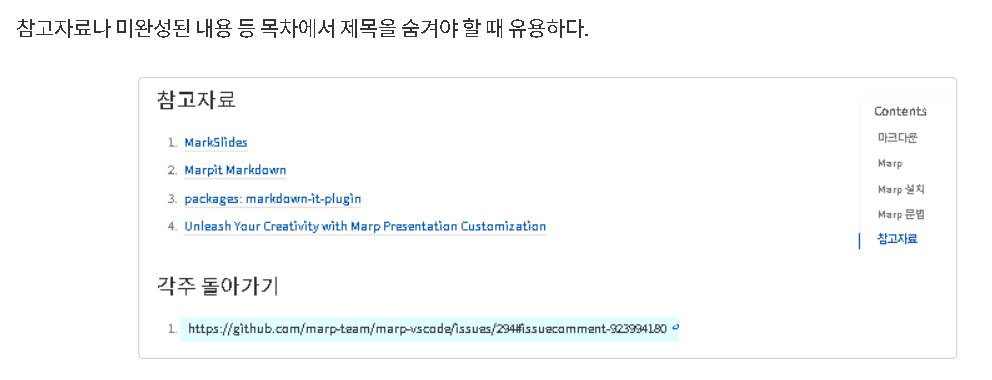 참고자료나 미완성된 내용 등 목차에서 제목을 숨겨야 할 때 유용하다.
참고자료
1. MarkSlides
2. Marpit Markdown
3. packages: markdown-it-plugin
4. Unleash Your Creativity with Marp Presentation Customization
각주 돌아가기
1. https://github.com/marp-team/marp-vscode/issues/294#issuecomment-923994180
Contents
마크다운
Marp
Marp 설치
Marp 문법
참고자료